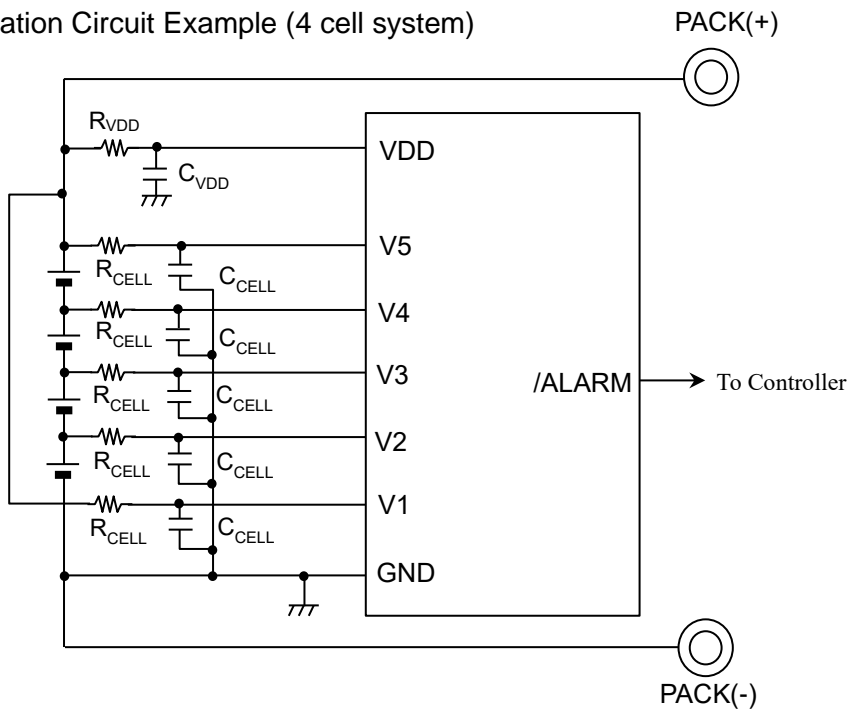 ation Circuit Example (4 cell system)
PACK(+)
RVDD
VDD
CVDD
V5
RCELL
CCELL
V4
RCELL
CCELL
V3
/ALARM
To Controller
RCELL
CCELL
V2
RCELL
CCELL
V1
RCELL
CCELL
GND
PACK(-)